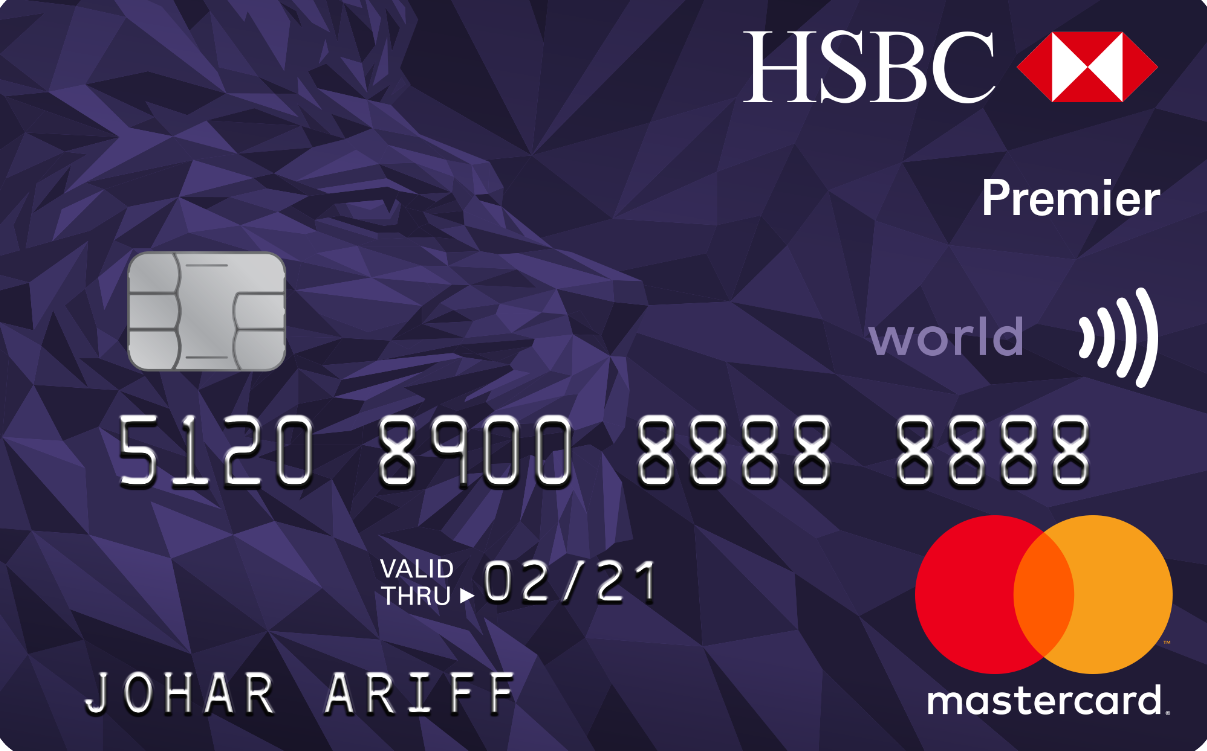 HSBC
Premier
world
5120 8900 8888 8888
VALID
THRU ▶ 02/21
JOHAR ARIFF
mastercard.